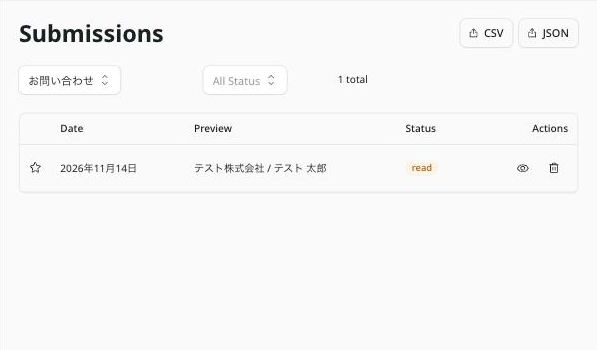 Submissions
CSV
JSON
お問い合わせ
All Status
1 total
Date Preview Status Actions
2026年11月14日 テスト株式会社 / テスト 太郎 read